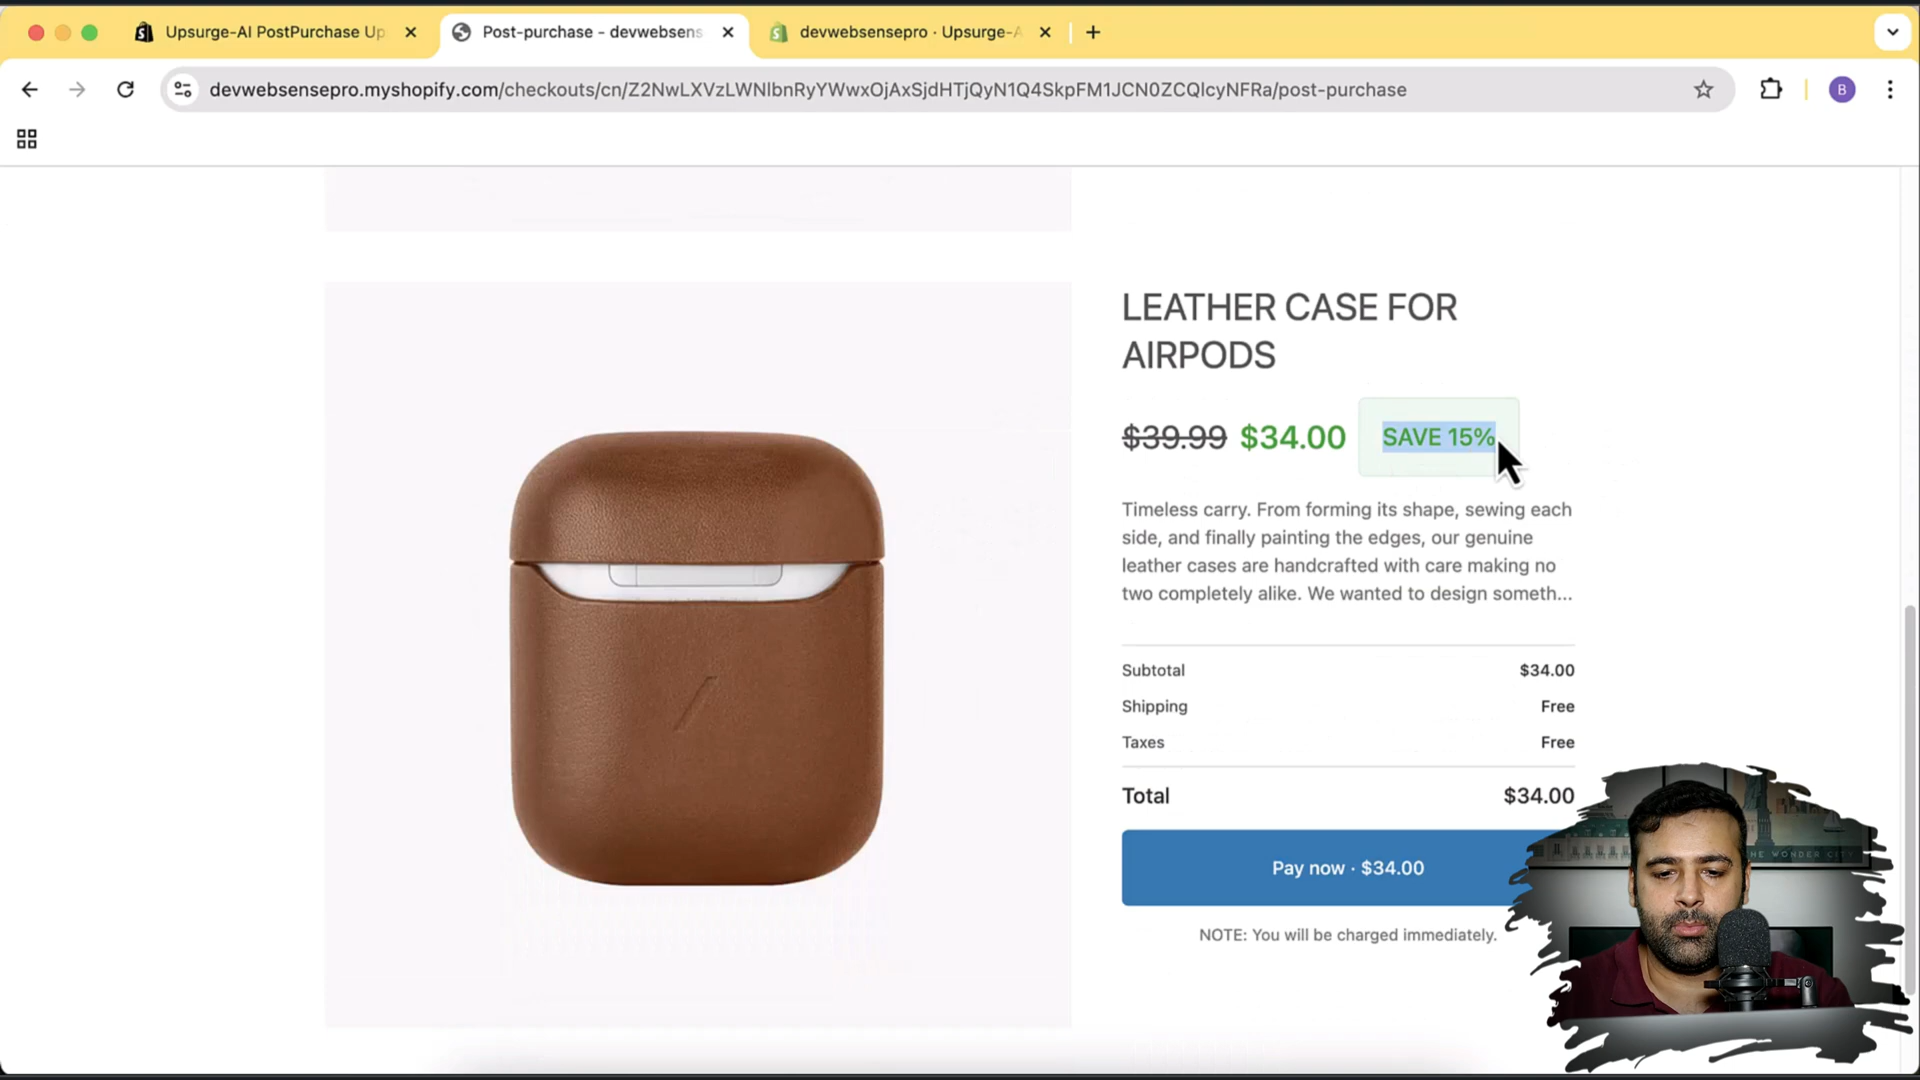 Upsurge-AI PostPurchase Up
Post-purchase - devwebsens
devwebsensepro · Upsurge-A
devwebsensepro.myshopify.com/checkouts/cn/Z2NwLXVzLWNlbnRyYWwxOjAxSjdHTjQyN1Q4SkpFM1JCN0ZCQlcyNFRa/post-purchase
B
LEATHER CASE FOR
AIRPODS
$39.99 $34.00 SAVE 15%
Timeless carry. From forming its shape, sewing each
side, and finally painting the edges, our genuine
leather cases are handcrafted with care making no
two completely alike. We wanted to design someth...
Subtotal $34.00
Shipping Free
Taxes Free
Total $34.00
Pay now · $34.00
NOTE: You will be charged immediately.
THE WONDER CITY